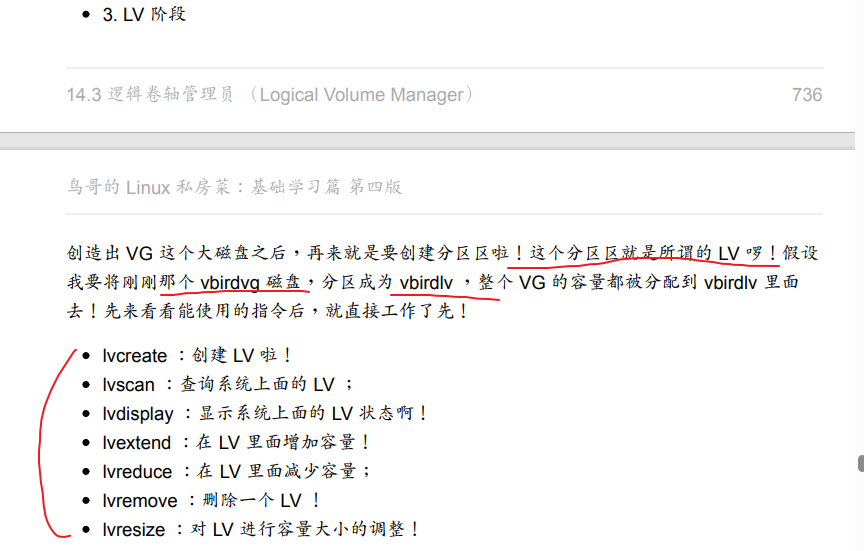 • 3. LV 阶段
14.3 逻辑卷轴管理员 （Logical Volume Manager） 736
鸟哥的 Linux 私房菜：基础学习篇 第四版
创造出 VG 这个大磁盘之后，再来就是要创建分区区啦！这个分区区就是所谓的 LV 啰！假设
我要将刚刚那个 vbirdvg 磁盘，分区成为 vbirdlv ，整个 VG 的容量都被分配到 vbirdlv 里面
去！先来看看能使用的指令后，就直接工作了先！
• lvcreate ：创建 LV 啦！
• lvscan ：查询系统上面的 LV ；
• lvdisplay ：显示系统上面的 LV 状态啊！
• lvextend ：在 LV 里面增加容量！
• lvreduce ：在 LV 里面减少容量；
• lvremove ：删除一个 LV ！
• lvresize ：对 LV 进行容量大小的调整！